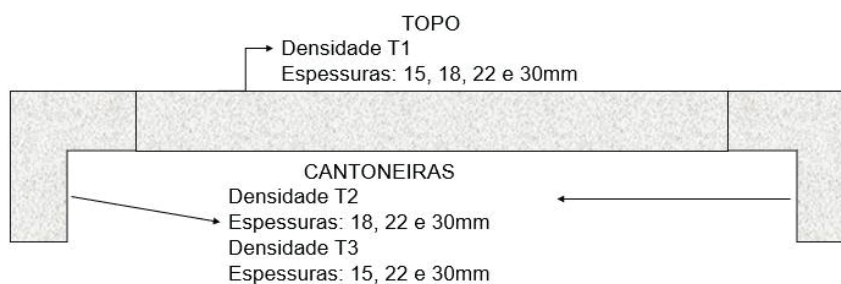 TOPO
Densidade T1
Espessuras: 15, 18, 22 e 30mm
CANTONEIRAS
Densidade T2
Espessuras: 18, 22 e 30mm
Densidade T3
Espessuras: 15, 22 e 30mm